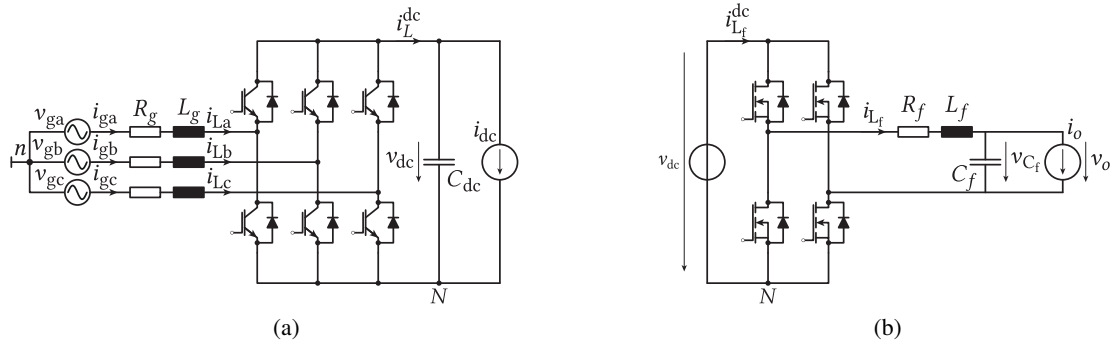 i_L^dc
R_g L_g
v_ga i_ga i_La
n v_gb i_gb i_Lb
v_gc i_gc i_Lc
v_dc C_dc i_dc
N
(a)
i_Lf^dc
v_dc
i_Lf R_f L_f
C_f v_Cf i_o v_o
N
(b)